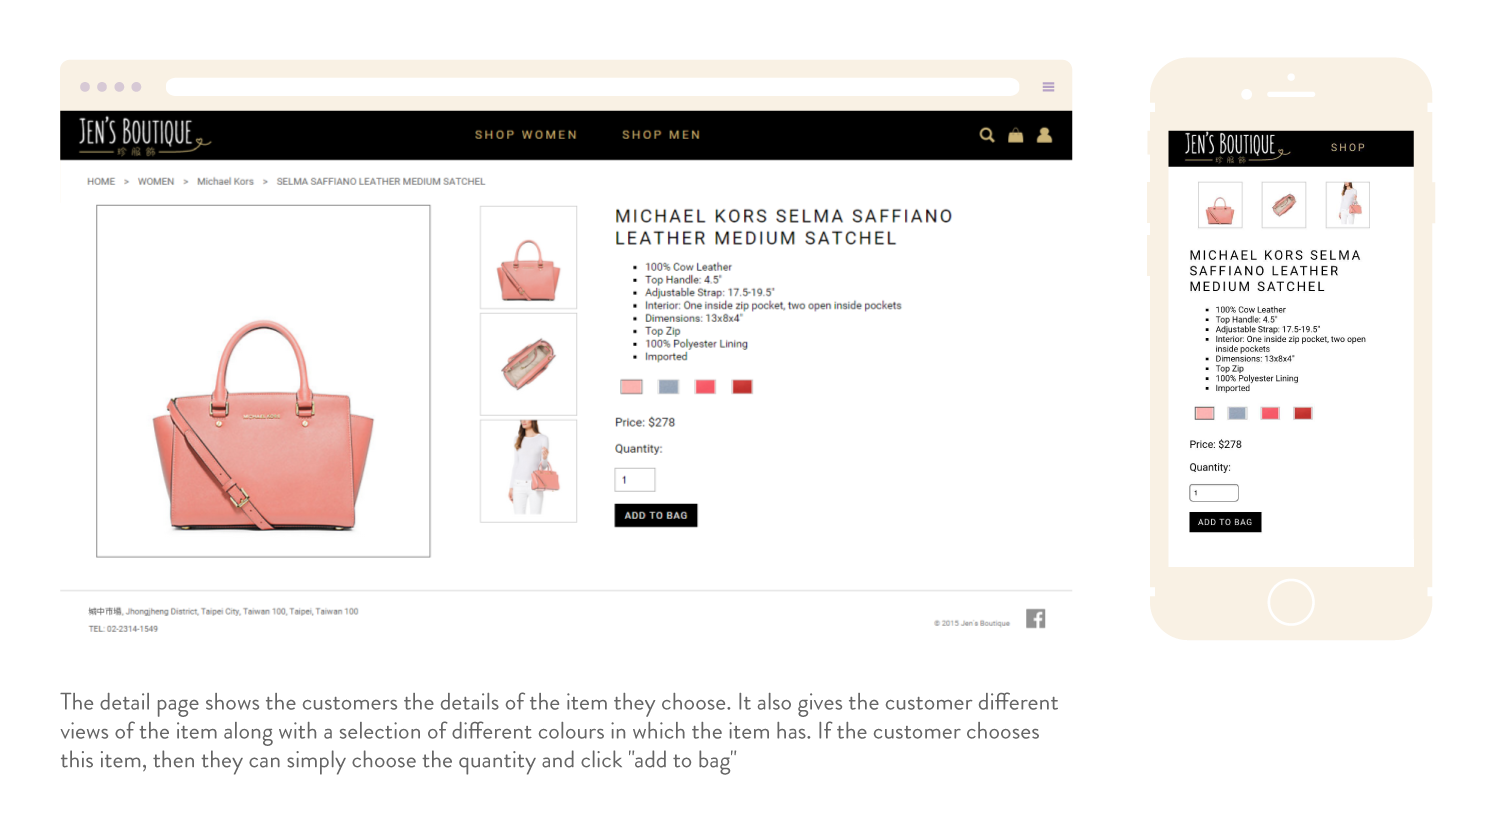 JEN'S BOUTIQUE
珍服飾
SHOP WOMEN
SHOP MEN
HOME > WOMEN > Michael Kors > SELMA SAFFIANO LEATHER MEDIUM SATCHEL
MICHAEL KORS SELMA SAFFIANO
LEATHER MEDIUM SATCHEL
100% Cow Leather
Top Handle: 4.5"
Adjustable Strap: 17.5-19.5"
Interior: One inside zip pocket, two open inside pockets
Dimensions: 13x8x4"
Top Zip
100% Polyester Lining
Imported
Price: $278
Quantity:
1
ADD TO BAG
城中市場, Jhongjheng District, Taipei City, Taiwan 100, Taipei, Taiwan 100
TEL: 02-2314-1549
© 2015 Jen's Boutique
JEN'S BOUTIQUE
珍服飾
SHOP
MICHAEL KORS SELMA
SAFFIANO LEATHER
MEDIUM SATCHEL
100% Cow Leather
Top Handle: 4.5"
Adjustable Strap: 17.5-19.5"
Interior: One inside zip pocket, two open
inside pockets
Dimensions: 13x8x4"
Top Zip
100% Polyester Lining
Imported
Price: $278
Quantity:
1
ADD TO BAG
The detail page shows the customers the details of the item they choose. It also gives the customer different
views of the item along with a selection of different colours in which the item has. If the customer chooses
this item, then they can simply choose the quantity and click "add to bag"